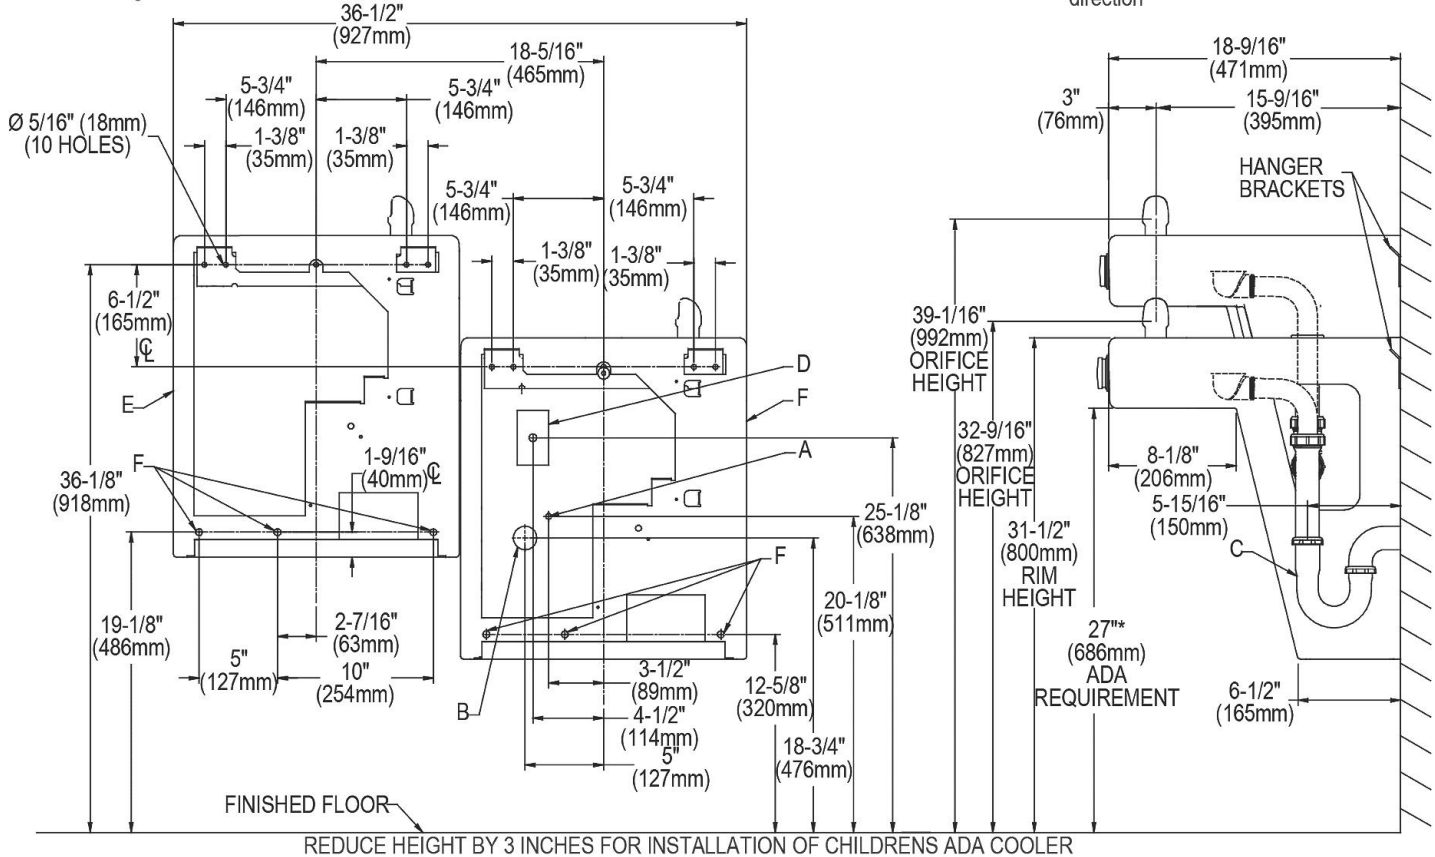 direction
36-1/2"
(927mm)
18-5/16"
(465mm)
5-3/4"
(146mm)
5-3/4"
(146mm)
Ø 5/16" (18mm)
(10 HOLES)
1-3/8"
(35mm)
1-3/8"
(35mm)
5-3/4"
(146mm)
5-3/4"
(146mm)
1-3/8"
(35mm)
1-3/8"
(35mm)
6-1/2"
(165mm)
℄
E
D
F
A
F
1-9/16"
(40mm)
℄
36-1/8"
(918mm)
25-1/8"
(638mm)
F
20-1/8"
(511mm)
19-1/8"
(486mm)
2-7/16"
(63mm)
5"
(127mm)
10"
(254mm)
B
3-1/2"
(89mm)
4-1/2"
(114mm)
5"
(127mm)
12-5/8"
(320mm)
18-3/4"
(476mm)
18-9/16"
(471mm)
3"
(76mm)
15-9/16"
(395mm)
HANGER
BRACKETS
39-1/16"
(992mm)
ORIFICE
HEIGHT
32-9/16"
(827mm)
ORIFICE
HEIGHT
8-1/8"
(206mm)
5-15/16"
(150mm)
31-1/2"
(800mm)
RIM
HEIGHT
C
27"*
(686mm)
ADA
REQUIREMENT
6-1/2"
(165mm)
FINISHED FLOOR
REDUCE HEIGHT BY 3 INCHES FOR INSTALLATION OF CHILDRENS ADA COOLER